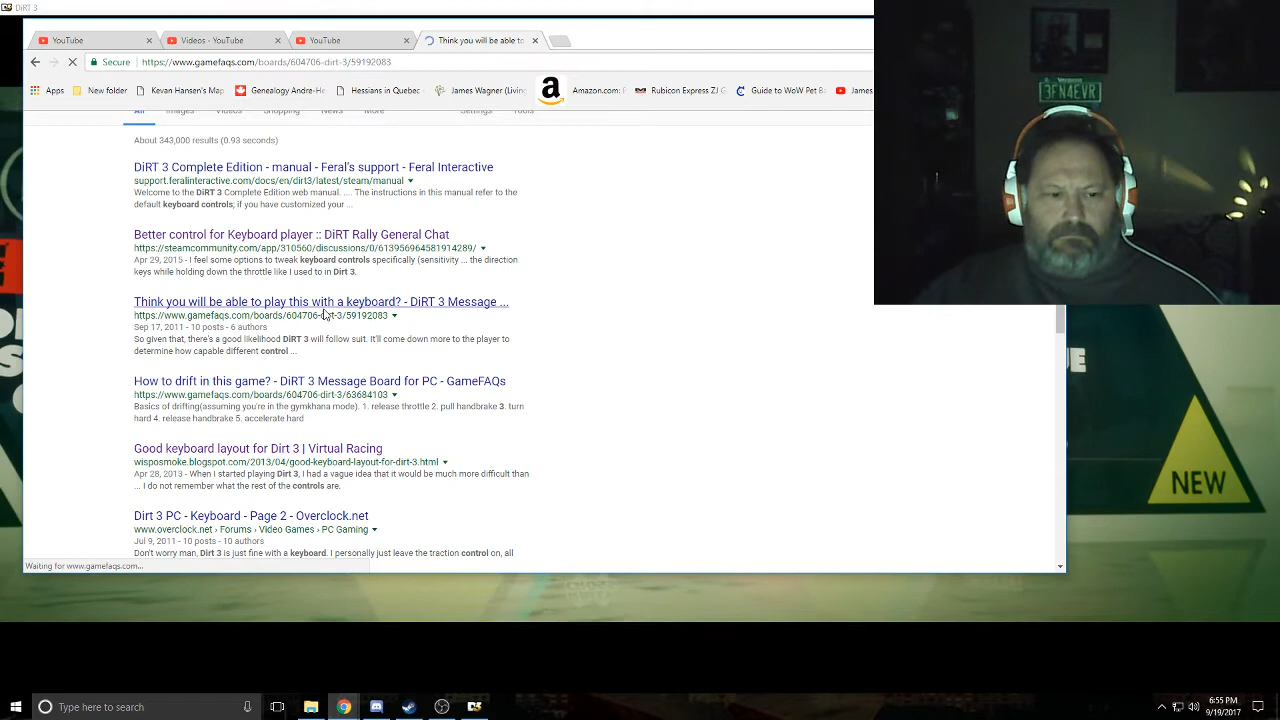 DiRT 3
YouTube
Videos - YouTube
YouTube
Think you will be able to
Secure
https://www.gamefaqs.com/boards/604706-dirt-3/59192083
Apps
New folder
Kevan Hansen's Map
Genealogy Andre-He
Hessians in Quebec
James Wagner (Living
a
Amazon.com:
Rubicon Express ZJ G
Guide to WoW Pet B
James
All Images Videos Shopping News More Settings Tools
About 343,000 results (0.93 seconds)
DiRT 3 Complete Edition - manual - Feral's support - Feral Interactive
support.feralinteractive.com/docs/en/dirt3/latest/steam/manual
Welcome to the DiRT 3 Complete Edition web manual. .... The instructions in this manual refer to the
default keyboard controls; if you have customized your ...
Better control for Keyboard player :: DiRT Rally General Chat
https://steamcommunity.com/app/310560/discussions/0/613956964581914289/
Apr 29, 2015 - I feel some options to tweak keyboard controls specifically (sensitivity ... the direction
keys while holding down the throttle like I used to in Dirt 3.
Think you will be able to play this with a keyboard? - DiRT 3 Message ...
https://www.gamefaqs.com/boards/604706-dirt-3/59192083
Sep 17, 2011 - 10 posts - 6 authors
So given that, there's a good likelihood DiRT 3 will follow suit. It'll come down more to the player to
determine how capable different control ...
How to drift in this game? - DiRT 3 Message Board for PC - GameFAQs
https://www.gamefaqs.com/boards/604706-dirt-3/63684103
Basics of drifting(assuming you're in the gymkhana mode). 1. release throttle 2. pull handbrake 3. turn
hard 4. release handbrake 5. accelerate hard
Good keyboard layout for Dirt 3 | Virtual Racing
wisposmoke.blogspot.com/2013/04/good-keyboard-layout-for-dirt-3.html
Apr 28, 2013 - When I started playing Dirt 3, I had a vague idea that it would be much more difficult than
... I do not remember what the rest of the controls are.
Dirt 3 PC - Keyboard - Page 2 - Overclock.net
www.overclock.net › Forums › Video Games › PC Gaming
Jul 9, 2011 - 10 posts - 10 authors
Don't worry man, Dirt 3 is just fine with a keyboard. I personally just leave the traction control on, all
Waiting for www.gamefaqs.com...
NEW
Vermont
3FN4EVR
Type here to search
6:55 PM
9/19/2017